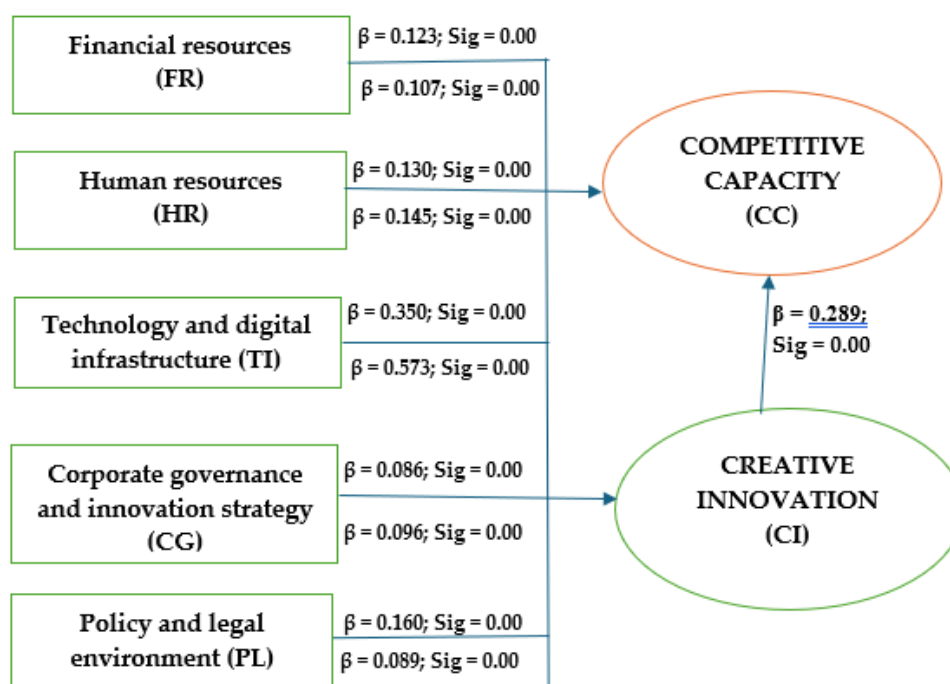 Financial resources
(FR)
β = 0.123; Sig = 0.00
β = 0.107; Sig = 0.00
Human resources
(HR)
β = 0.130; Sig = 0.00
β = 0.145; Sig = 0.00
COMPETITIVE
CAPACITY
(CC)
Technology and digital
infrastructure (TI)
β = 0.350; Sig = 0.00
β = 0.573; Sig = 0.00
β = 0.289;
Sig = 0.00
Corporate governance
and innovation strategy
(CG)
β = 0.086; Sig = 0.00
β = 0.096; Sig = 0.00
CREATIVE
INNOVATION
(CI)
Policy and legal
environment (PL)
β = 0.160; Sig = 0.00
β = 0.089; Sig = 0.00